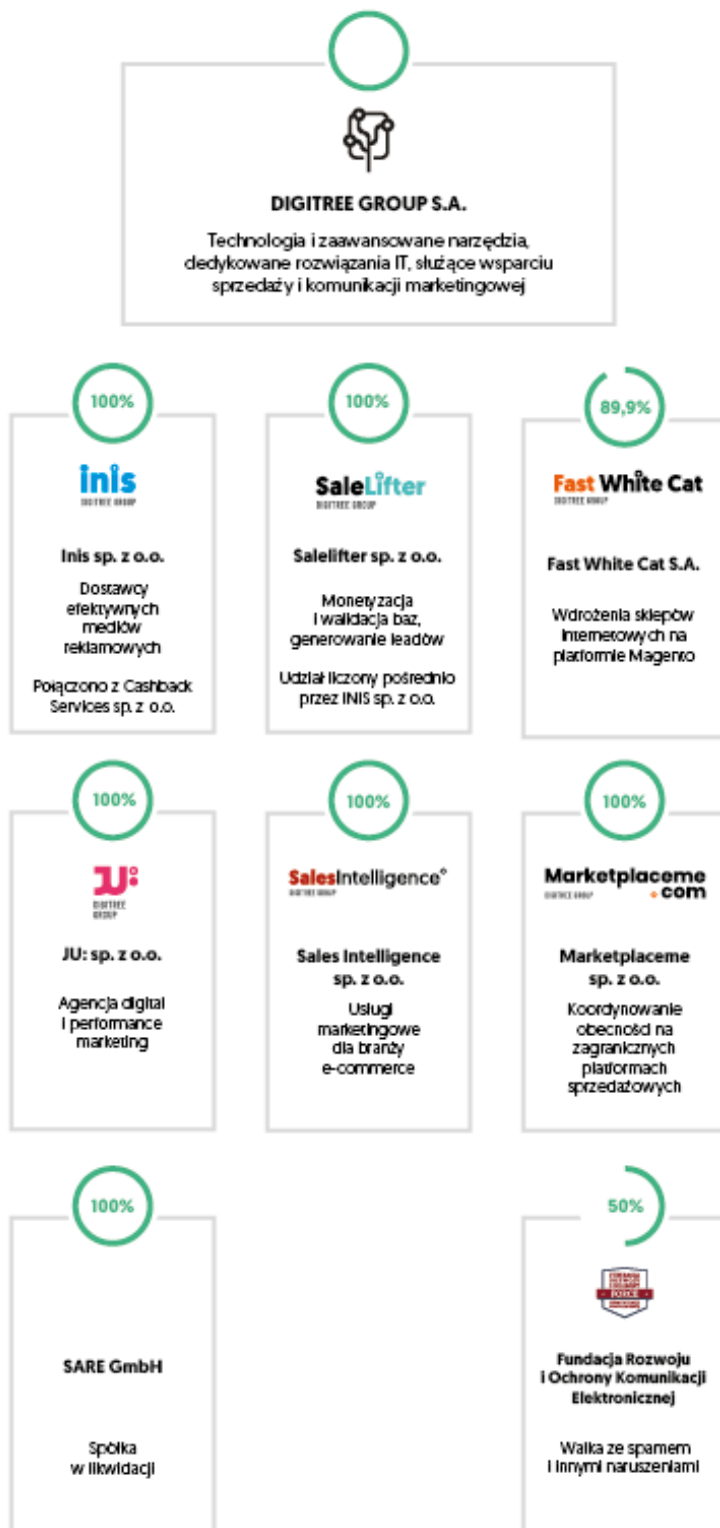 DIGITREE GROUP S.A.
Technologia i zaawansowane narzędzia,
dedykowane rozwiązania IT, służące wsparciu
sprzedaży i komunikacji marketingowej
100%
inis
DIGITREE GROUP
Inis sp. z o.o.
Dostawcy
efektywnych
mediów
reklamowych
Połączono z Cashback
Services sp. z o.o.
100%
SaleLifter
DIGITREE GROUP
Salelifter sp. z o.o.
Monetyzacja
i walidacja baz,
generowanie leadów
Udział liczony pośrednio
przez INIS sp. z o.o.
89,9%
Fast White Cat
DIGITREE GROUP
Fast White Cat S.A.
Wdrożenia sklepów
internetowych na
platformie Magento
100%
JU:
DIGITREE
GROUP
JU: sp. z o.o.
Agencja digital
i performance
marketing
100%
SalesIntelligence
DIGITREE GROUP
Sales Intelligence
sp. z o.o.
Usługi
marketingowe
dla branży
e-commerce
100%
Marketplaceme
DIGITREE GROUP
.com
Marketplaceme
sp. z o.o.
Koordynowanie
obecności na
zagranicznych
platformach
sprzedażowych
100%
SARE GmbH
Spółka
w likwidacji
50%
FORCE
Fundacja Rozwoju
i Ochrony Komunikacji
Elektronicznej
Walka ze spamem
i innymi naruszeniami